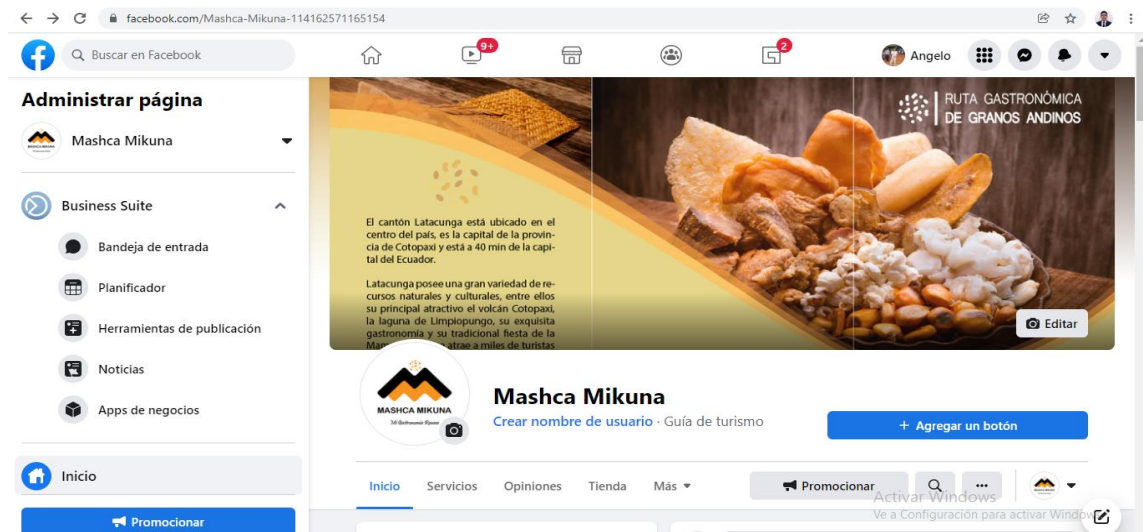 facebook.com/Mashca-Mikuna-114162571165154
Buscar en Facebook
9+
2
Angelo
Administrar página
Mashca Mikuna
Business Suite
Bandeja de entrada
Planificador
Herramientas de publicación
Noticias
Apps de negocios
Inicio
Promocionar
RUTA GASTRONÓMICA
DE GRANOS ANDINOS
El cantón Latacunga está ubicado en el
centro del país, es la capital de la provin-
cia de Cotopaxi y está a 40 min de la capi-
tal del Ecuador.
Latacunga posee una gran variedad de re-
cursos naturales y culturales, entre ellos
su principal atractivo el volcán Cotopaxi,
la laguna de Limpiopungo, su exquisita
gastronomía y su tradicional fiesta de la
atrae a miles de turistas
Editar
MASHCA MIKUNA
Mashca Mikuna
Crear nombre de usuario · Guía de turismo
+ Agregar un botón
Inicio
Servicios
Opiniones
Tienda
Más
Promocionar
Activar Windows
Ve a Configuración para activar Windows